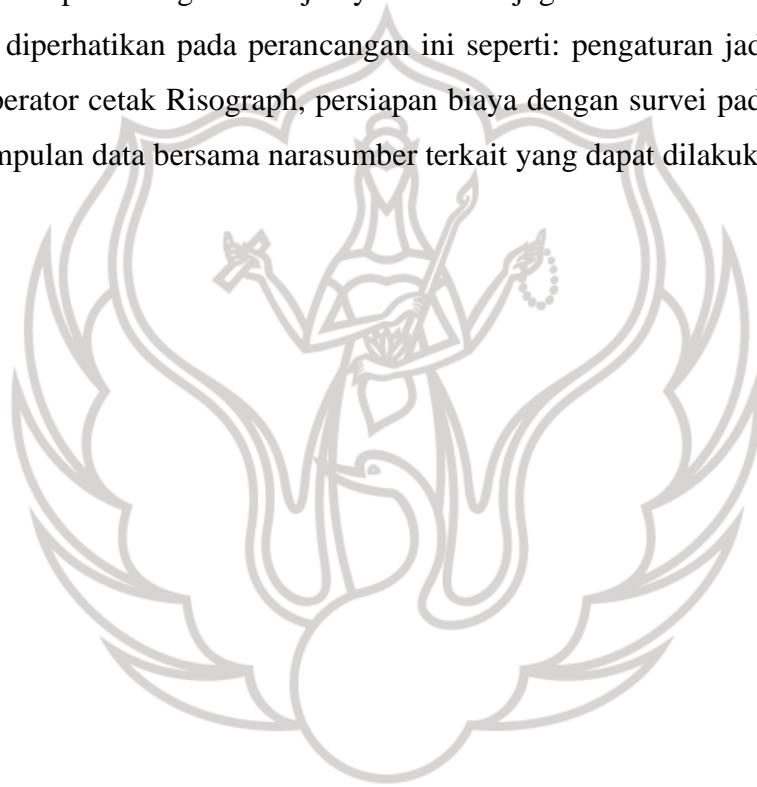 diperhatikan pada perancangan ini seperti: pengaturan jad
perator cetak Risograph, persiapan biaya dengan survei pad
mpulan data bersama narasumber terkait yang dapat dilakuk